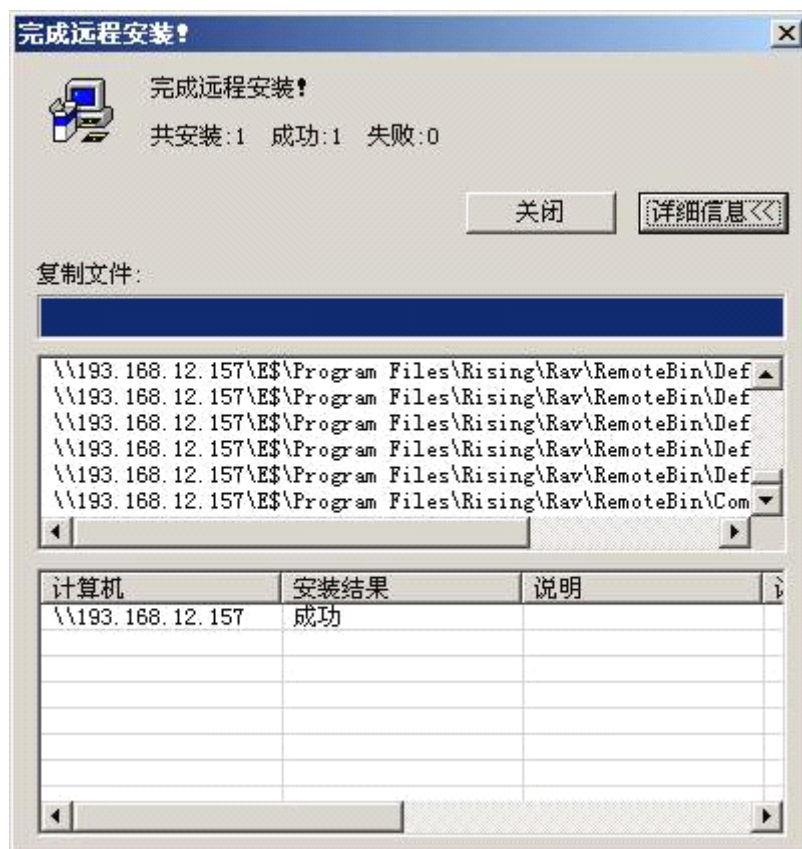 完成远程安装!
完成远程安装!
共安装:1 成功:1 失败:0
关闭 详细信息<<
复制文件:
\\193.168.12.157\E$\Program Files\Rising\Rav\RemoteBin\Def
\\193.168.12.157\E$\Program Files\Rising\Rav\RemoteBin\Def
\\193.168.12.157\E$\Program Files\Rising\Rav\RemoteBin\Def
\\193.168.12.157\E$\Program Files\Rising\Rav\RemoteBin\Def
\\193.168.12.157\E$\Program Files\Rising\Rav\RemoteBin\Def
\\193.168.12.157\E$\Program Files\Rising\Rav\RemoteBin\Com
计算机 安装结果 说明
\\193.168.12.157 成功